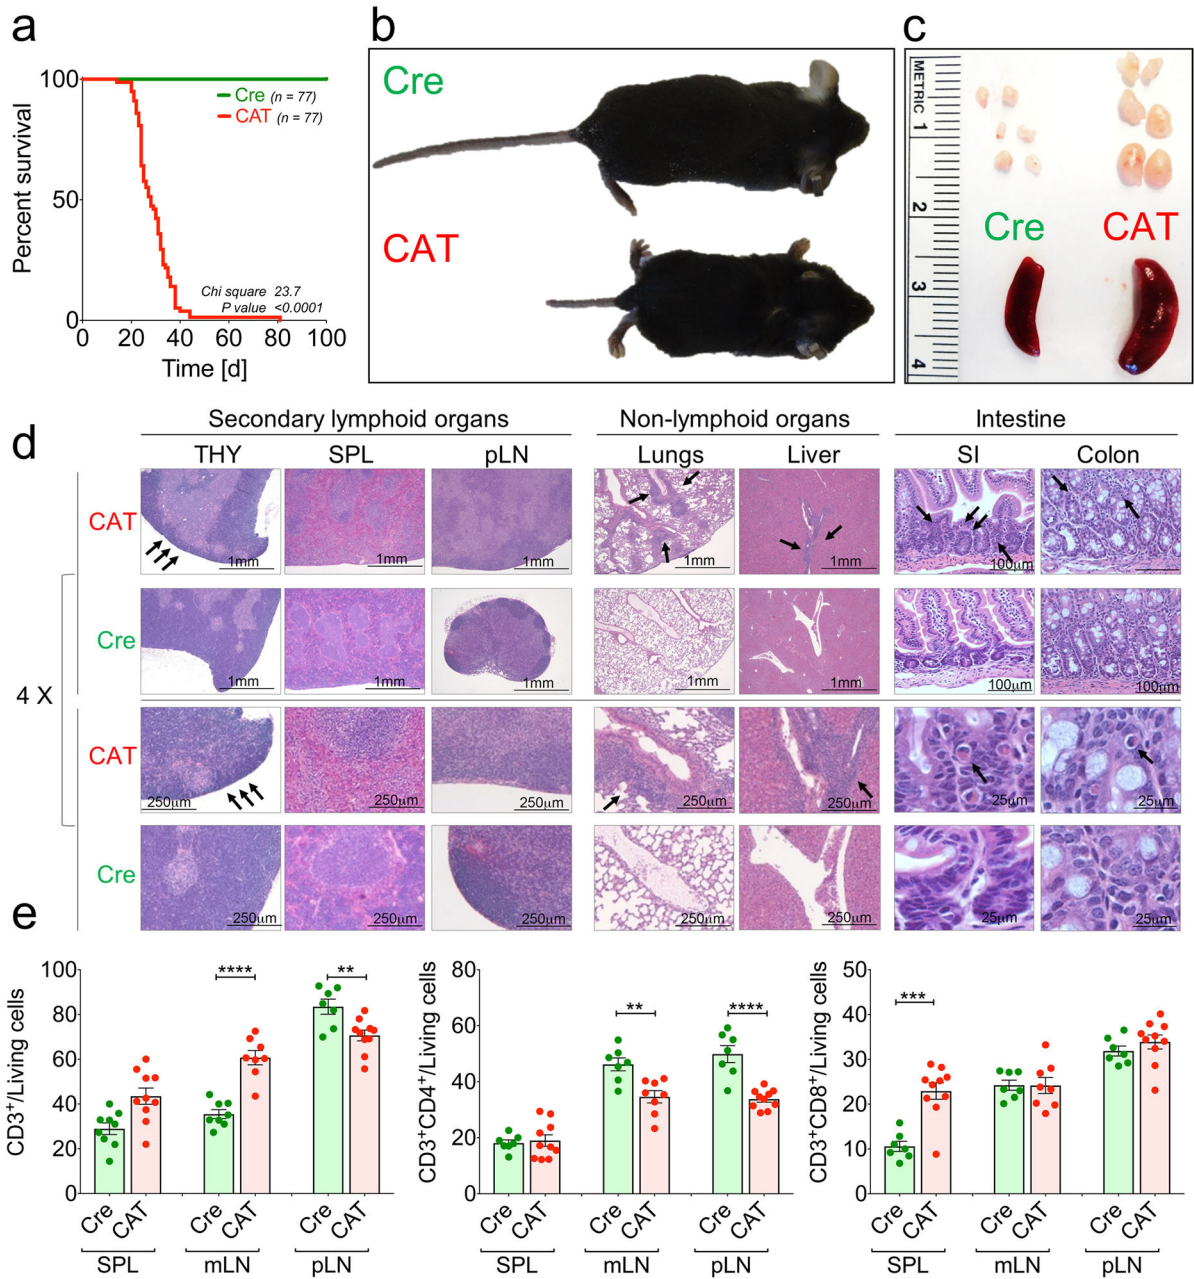 a
100
50
0
Percent survival
Cre (n = 77)
CAT (n = 77)
Chi square 23.7
P value <0.0001
0 20 40 60 80 100
Time [d]
b
Cre
CAT
c
METRIC 1
2
3
4
Cre CAT
d
Secondary lymphoid organs Non-lymphoid organs Intestine
THY SPL pLN Lungs Liver SI Colon
CAT
1mm 1mm 1mm 1mm 1mm 100µm
Cre
1mm 1mm 1mm 1mm 1mm 100µm 100µm
4 X
CAT
250µm 250µm 250µm 250µm 250µm 25µm 25µm
Cre
250µm 250µm 250µm 250µm 250µm 25µm 25µm
e
CD3+/Living cells
100
80
60
40
20
0
**** **
Cre CAT Cre CAT Cre CAT
SPL mLN pLN
CD3+CD4+/Living cells
80
60
40
20
0
** ****
Cre CAT Cre CAT Cre CAT
SPL mLN pLN
CD3+CD8+/Living cells
50
40
30
20
10
0
***
Cre CAT Cre CAT Cre CAT
SPL mLN pLN